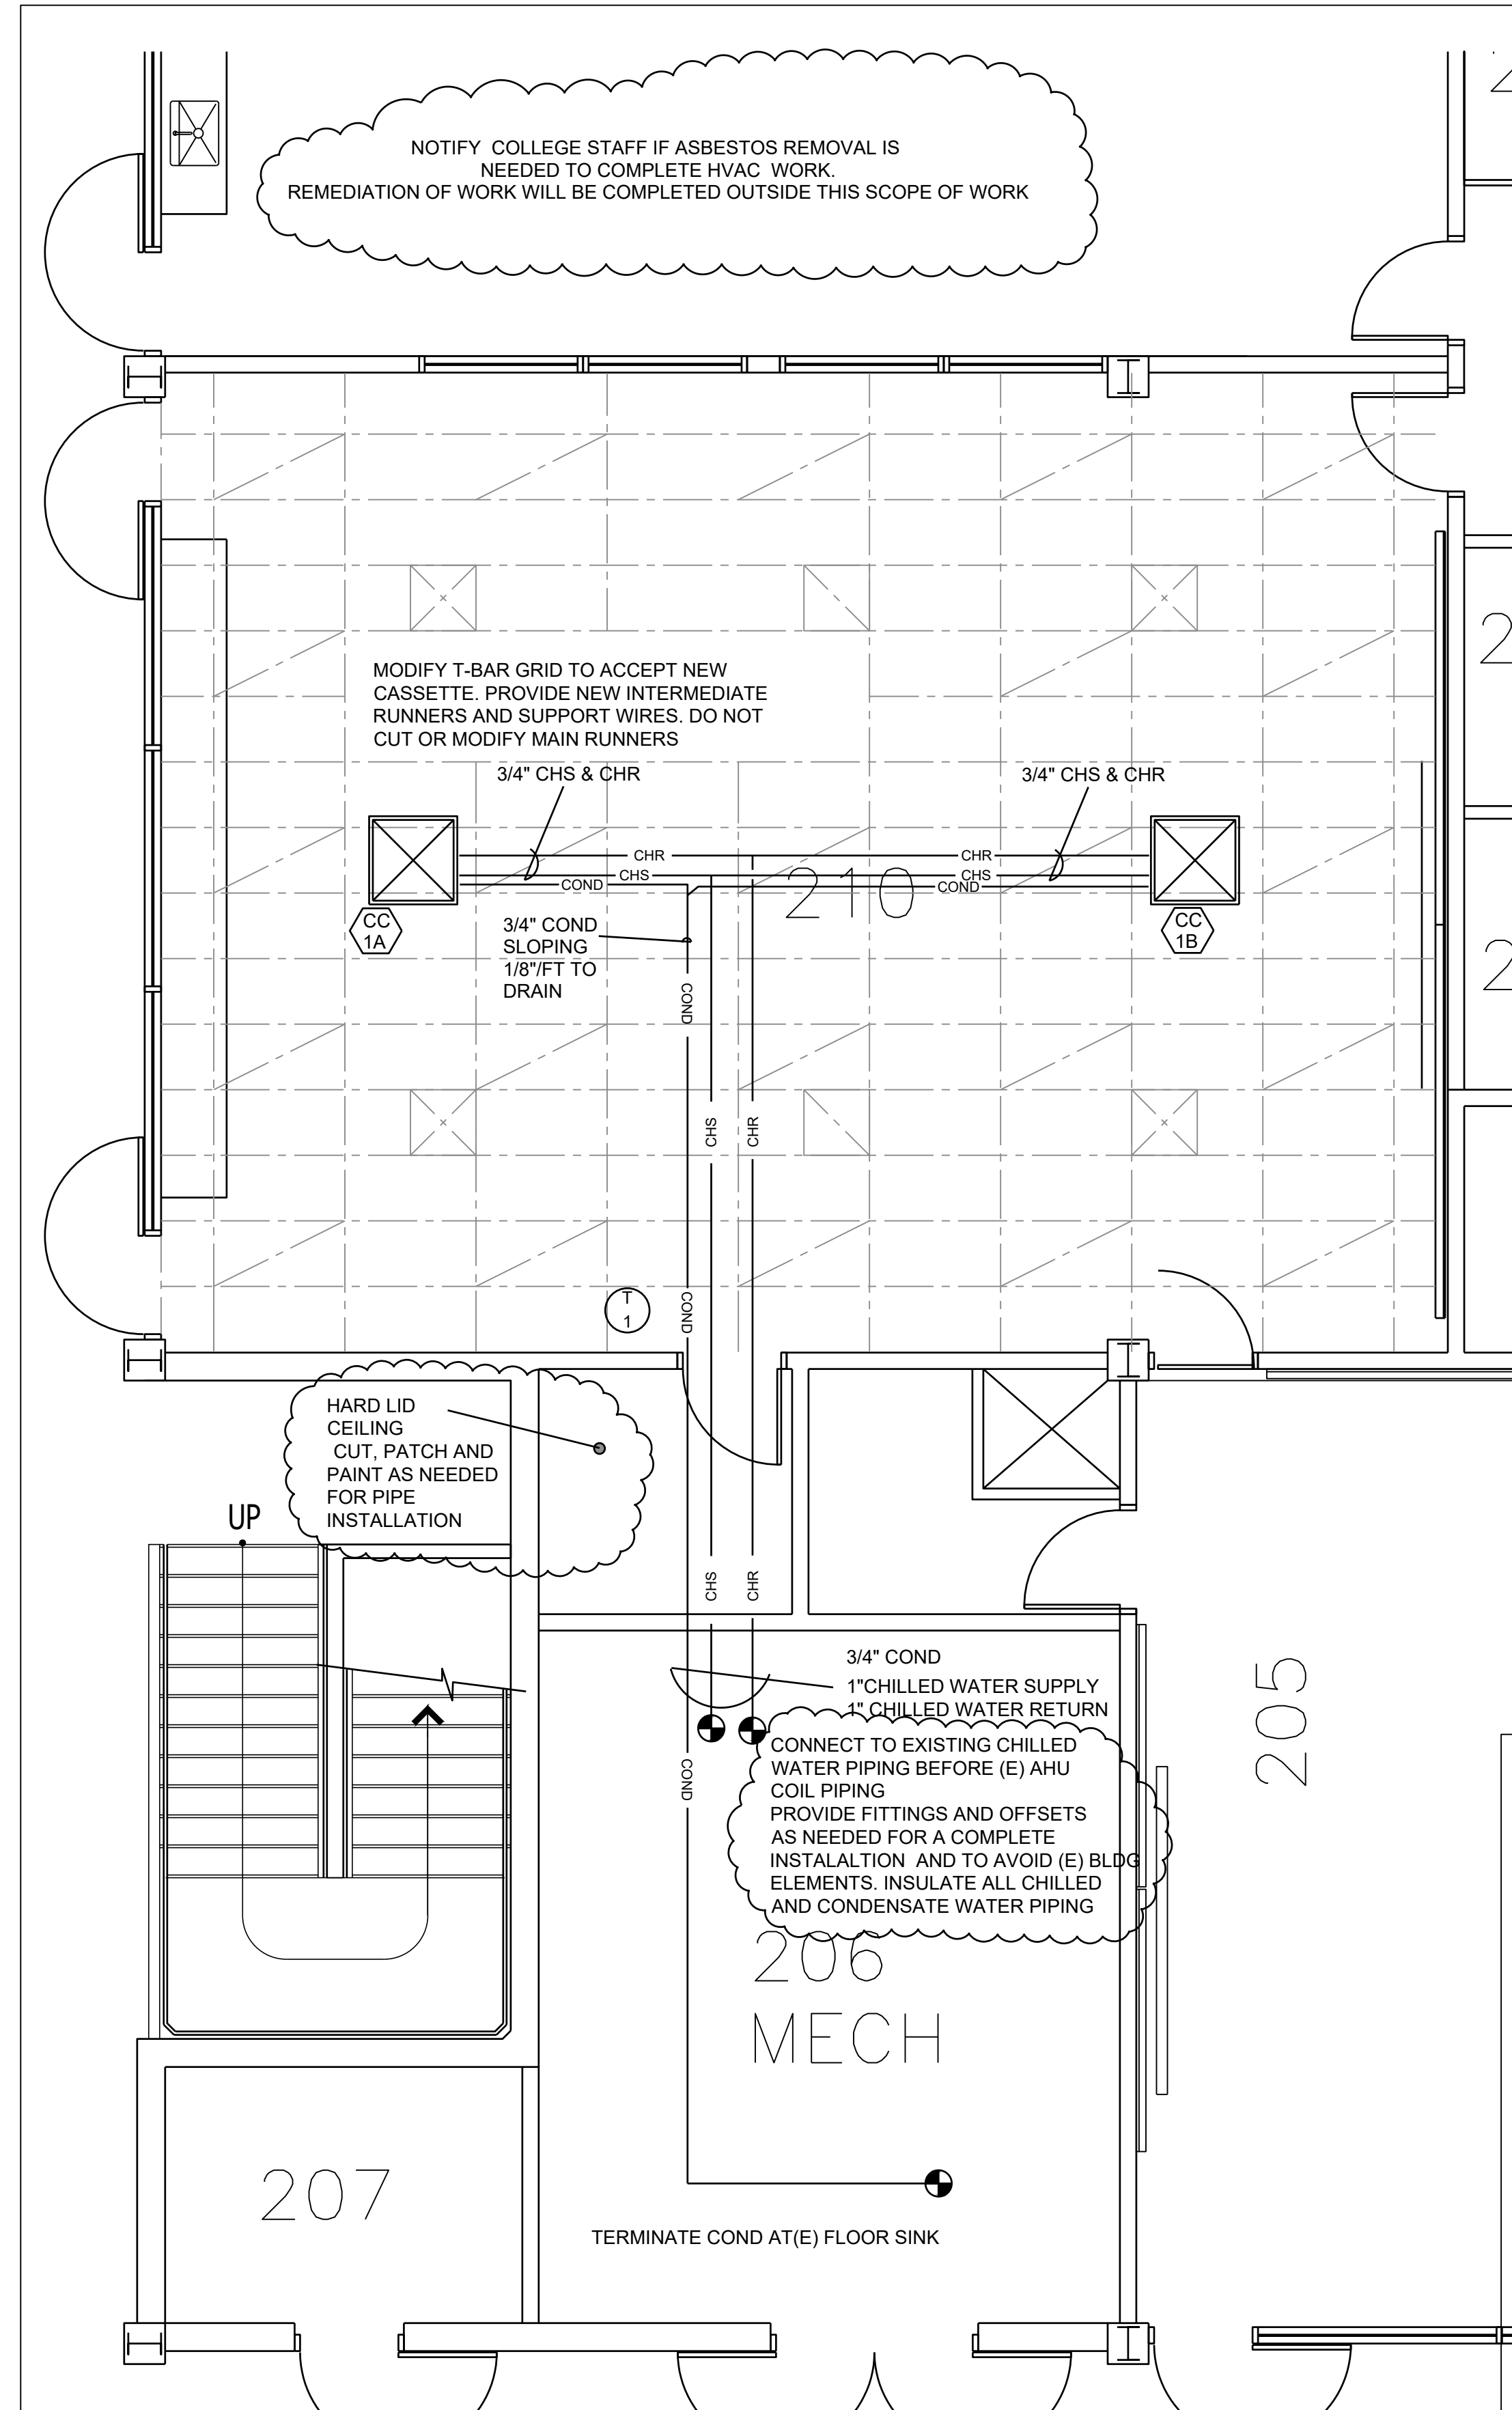 NOTIFY  COLLEGE STAFF IF ASBESTOS REMOVAL IS
NEEDED TO COMPLETE HVAC  WORK.
REMEDIATION OF WORK WILL BE COMPLETED OUTSIDE THIS SCOPE OF WORK
MODIFY T-BAR GRID TO ACCEPT NEW
CASSETTE. PROVIDE NEW INTERMEDIATE
RUNNERS AND SUPPORT WIRES. DO NOT
CUT OR MODIFY MAIN RUNNERS
3/4" CHS & CHR
3/4" CHS & CHR
CHR
CHR
CHS
CHS
COND
COND
210
CC
1A
CC
1B
3/4" COND
SLOPING
1/8"/FT TO
DRAIN
COND
CHS
CHR
COND
T
1
HARD LID
CEILING
CUT, PATCH AND
PAINT AS NEEDED
FOR PIPE
INSTALLATION
UP
CHS
CHR
3/4" COND
1"CHILLED WATER SUPPLY
1" CHILLED WATER RETURN
205
COND
CONNECT TO EXISTING CHILLED
WATER PIPING BEFORE (E) AHU
COIL PIPING
PROVIDE FITTINGS AND OFFSETS
AS NEEDED FOR A COMPLETE
INSTALALTION  AND TO AVOID (E) BLDG
ELEMENTS. INSULATE ALL CHILLED
AND CONDENSATE WATER PIPING
206
MECH
207
TERMINATE COND AT(E) FLOOR SINK